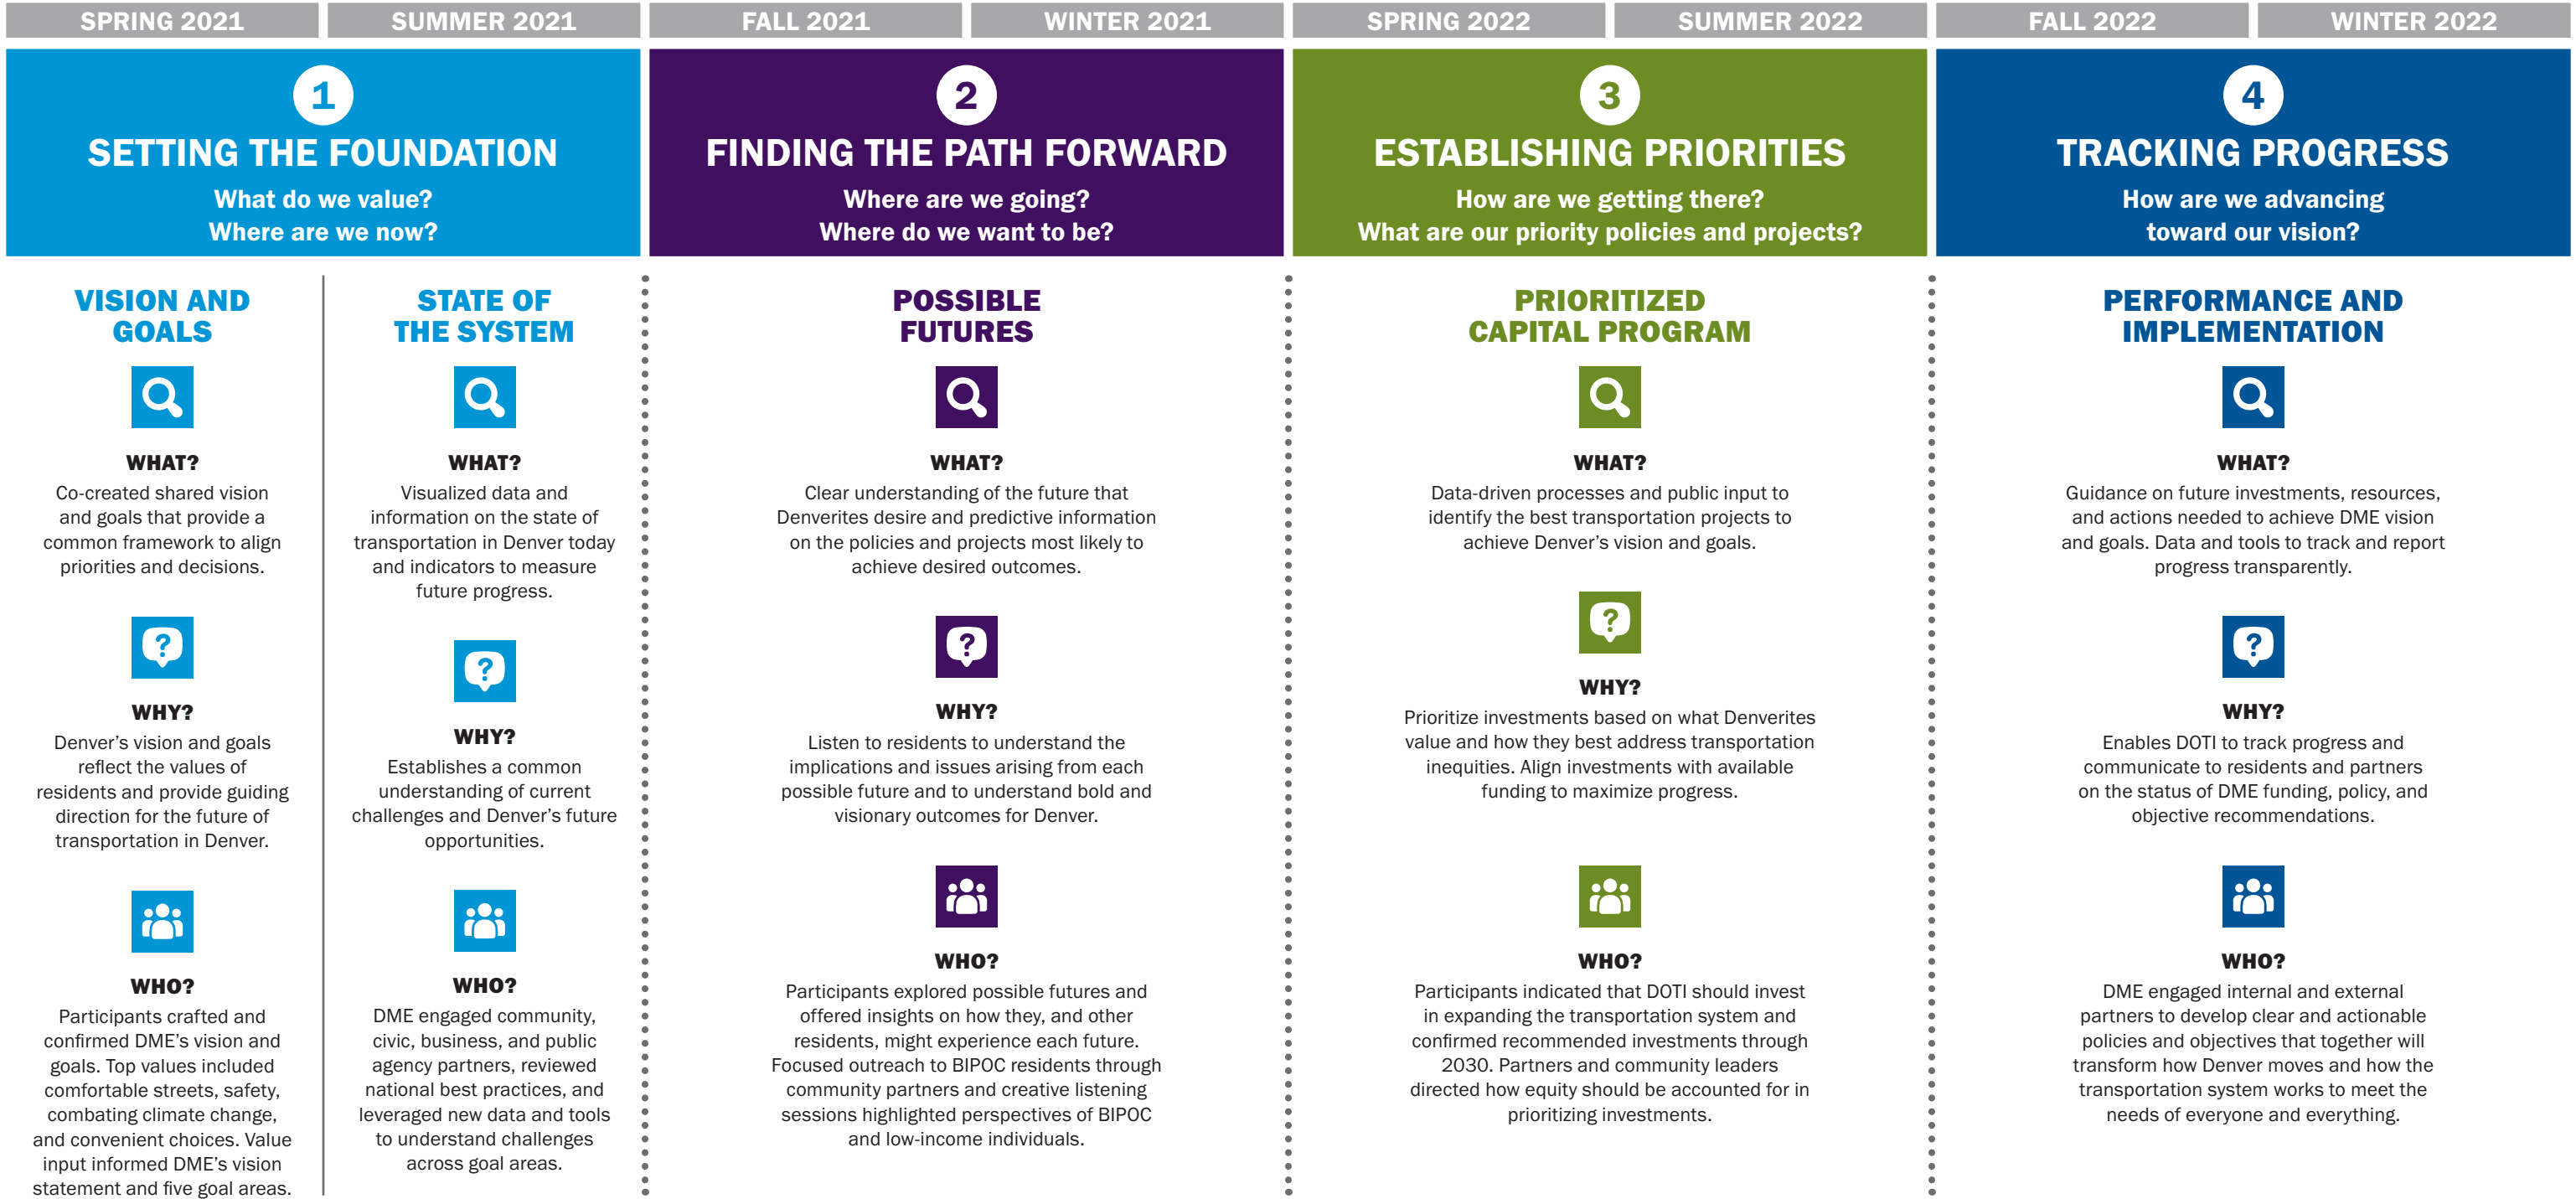 SPRING 2021
SUMMER 2021
FALL 2021
WINTER 2021
SPRING 2022
SUMMER 2022
FALL 2022
WINTER 2022
1
SETTING THE FOUNDATION
What do we value?
Where are we now?
2
FINDING THE PATH FORWARD
Where are we going?
Where do we want to be?
3
ESTABLISHING PRIORITIES
How are we getting there?
What are our priority policies and projects?
4
TRACKING PROGRESS
How are we advancing
toward our vision?
VISION AND
GOALS
WHAT?
Co-created shared vision
and goals that provide a
common framework to align
priorities and decisions.
?
WHY?
Denver's vision and goals
reflect the values of
residents and provide guiding
direction for the future of
transportation in Denver.
WHO?
Participants crafted and
confirmed DME's vision and
goals. Top values included
comfortable streets, safety,
combating climate change,
and convenient choices. Value
input informed DME's vision
statement and five goal areas.
STATE OF
THE SYSTEM
WHAT?
Visualized data and
information on the state of
transportation in Denver today
and indicators to measure
future progress.
?
WHY?
Establishes a common
understanding of current
challenges and Denver's future
opportunities.
WHO?
DME engaged community,
civic, business, and public
agency partners, reviewed
national best practices, and
leveraged new data and tools
to understand challenges
across goal areas.
POSSIBLE
FUTURES
WHAT?
Clear understanding of the future that
Denverites desire and predictive information
on the policies and projects most likely to
achieve desired outcomes.
?
WHY?
Listen to residents to understand the
implications and issues arising from each
possible future and to understand bold and
visionary outcomes for Denver.
WHO?
Participants explored possible futures and
offered insights on how they, and other
residents, might experience each future.
Focused outreach to BIPOC residents through
community partners and creative listening
sessions highlighted perspectives of BIPOC
and low-income individuals.
PRIORITIZED
CAPITAL PROGRAM
WHAT?
Data-driven processes and public input to
identify the best transportation projects to
achieve Denver's vision and goals.
?
WHY?
Prioritize investments based on what Denverites
value and how they best address transportation
inequities. Align investments with available
funding to maximize progress.
WHO?
Participants indicated that DOTI should invest
in expanding the transportation system and
confirmed recommended investments through
2030. Partners and community leaders
directed how equity should be accounted for in
prioritizing investments.
PERFORMANCE AND
IMPLEMENTATION
WHAT?
Guidance on future investments, resources,
and actions needed to achieve DME vision
and goals. Data and tools to track and report
progress transparently.
?
WHY?
Enables DOTI to track progress and
communicate to residents and partners
on the status of DME funding, policy, and
objective recommendations.
WHO?
DME engaged internal and external
partners to develop clear and actionable
policies and objectives that together will
transform how Denver moves and how the
transportation system works to meet the
needs of everyone and everything.